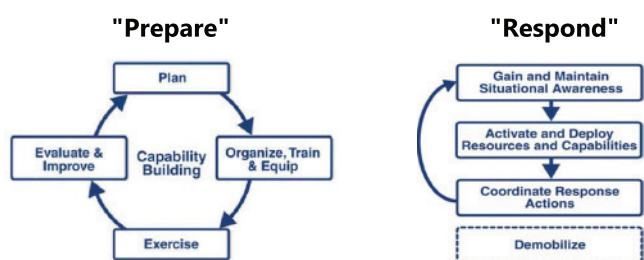 "Prepare"
Plan
Evaluate &
Improve
Capability
Building
Organize, Train
& Equip
Exercise
"Respond"
Gain and Maintain
Situational Awareness
Activate and Deploy
Resources and Capabilities
Coordinate Response
Actions
Demobilize